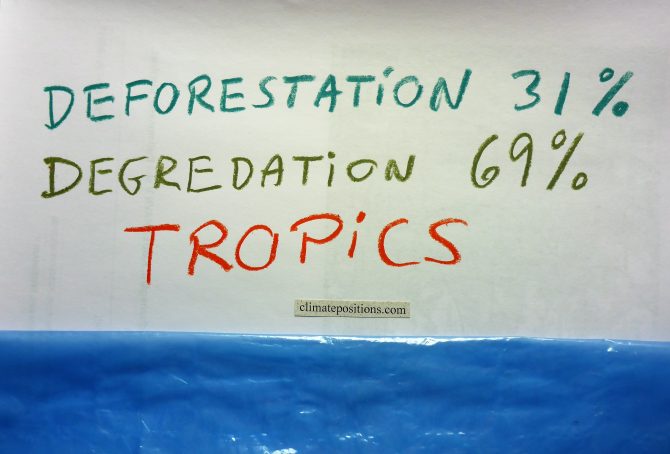 DEFORESTATiON 31%
DEGREDATiON 69%
TROPiCS
climatepositions.com